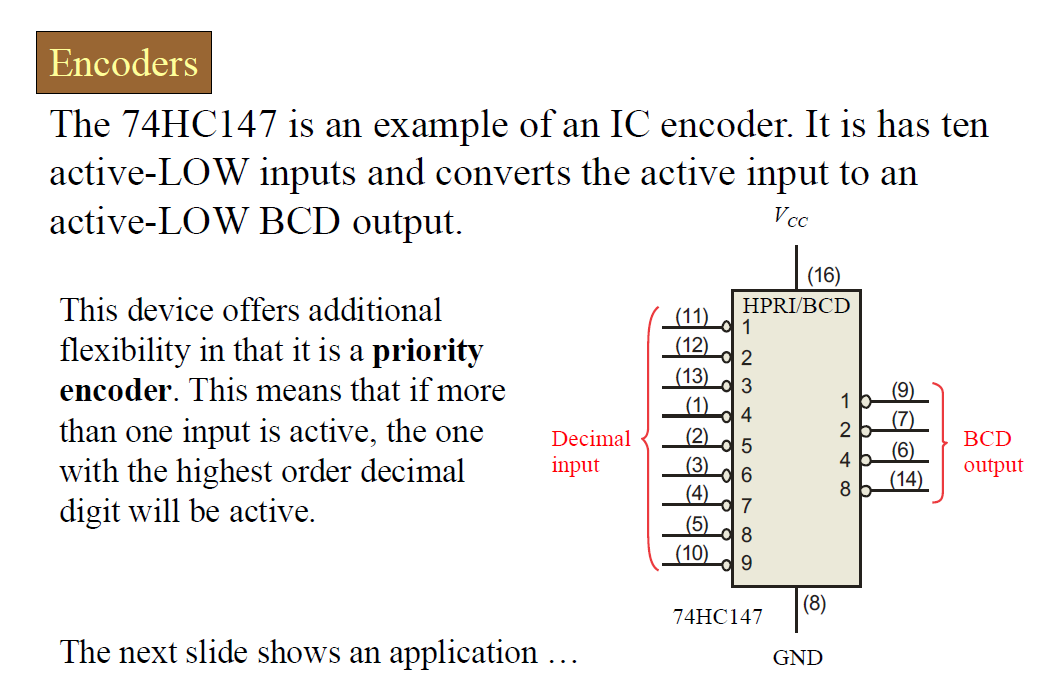 Encoders
The 74HC147 is an example of an IC encoder. It is has ten
active-LOW inputs and converts the active input to an
active-LOW BCD output.
This device offers additional
flexibility in that it is a priority
encoder. This means that if more
than one input is active, the one
with the highest order decimal
digit will be active.
VCC
(16)
HPRI/BCD
(11) 1
(12) 2
(13) 3
(1) 4
(2) 5
(3) 6
(4) 7
(5) 8
(10) 9
Decimal
input
1 (9)
2 (7)
4 (6)
8 (14)
BCD
output
(8)
74HC147
GND
The next slide shows an application …